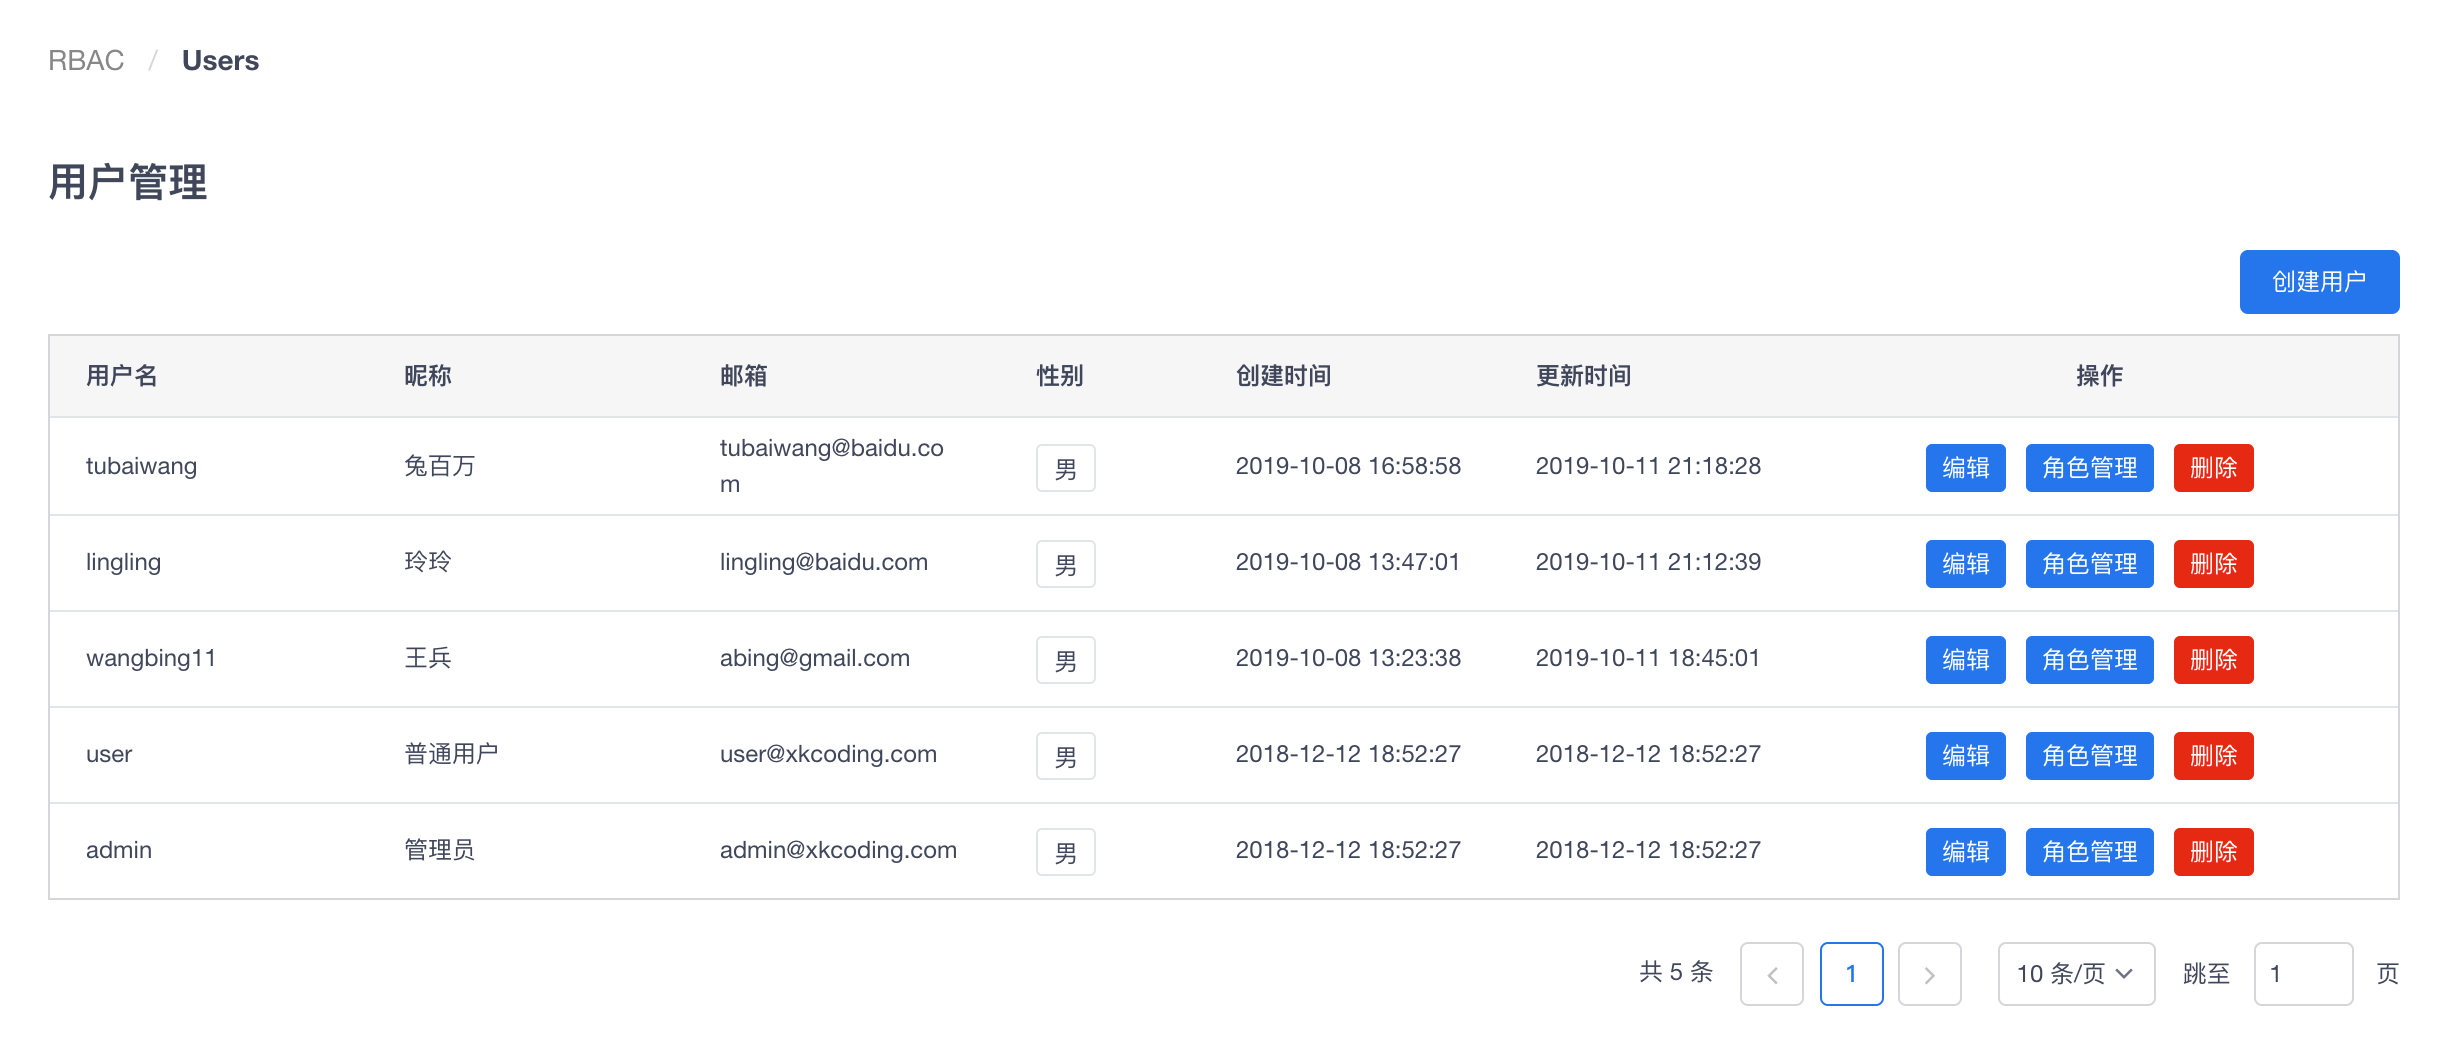 RBAC / Users
用户管理
创建用户
用户名 昵称 邮箱 性别 创建时间 更新时间 操作
tubaiwang 兔百万 tubaiwang@baidu.co 男 2019-10-08 16:58:58 2019-10-11 21:18:28 编辑 角色管理 删除
m
lingling 玲玲 lingling@baidu.com 男 2019-10-08 13:47:01 2019-10-11 21:12:39 编辑 角色管理 删除
wangbing11 王兵 abing@gmail.com 男 2019-10-08 13:23:38 2019-10-11 18:45:01 编辑 角色管理 删除
user 普通用户 user@xkcoding.com 男 2018-12-12 18:52:27 2018-12-12 18:52:27 编辑 角色管理 删除
admin 管理员 admin@xkcoding.com 男 2018-12-12 18:52:27 2018-12-12 18:52:27 编辑 角色管理 删除
共 5 条 1 10 条/页 跳至 1 页